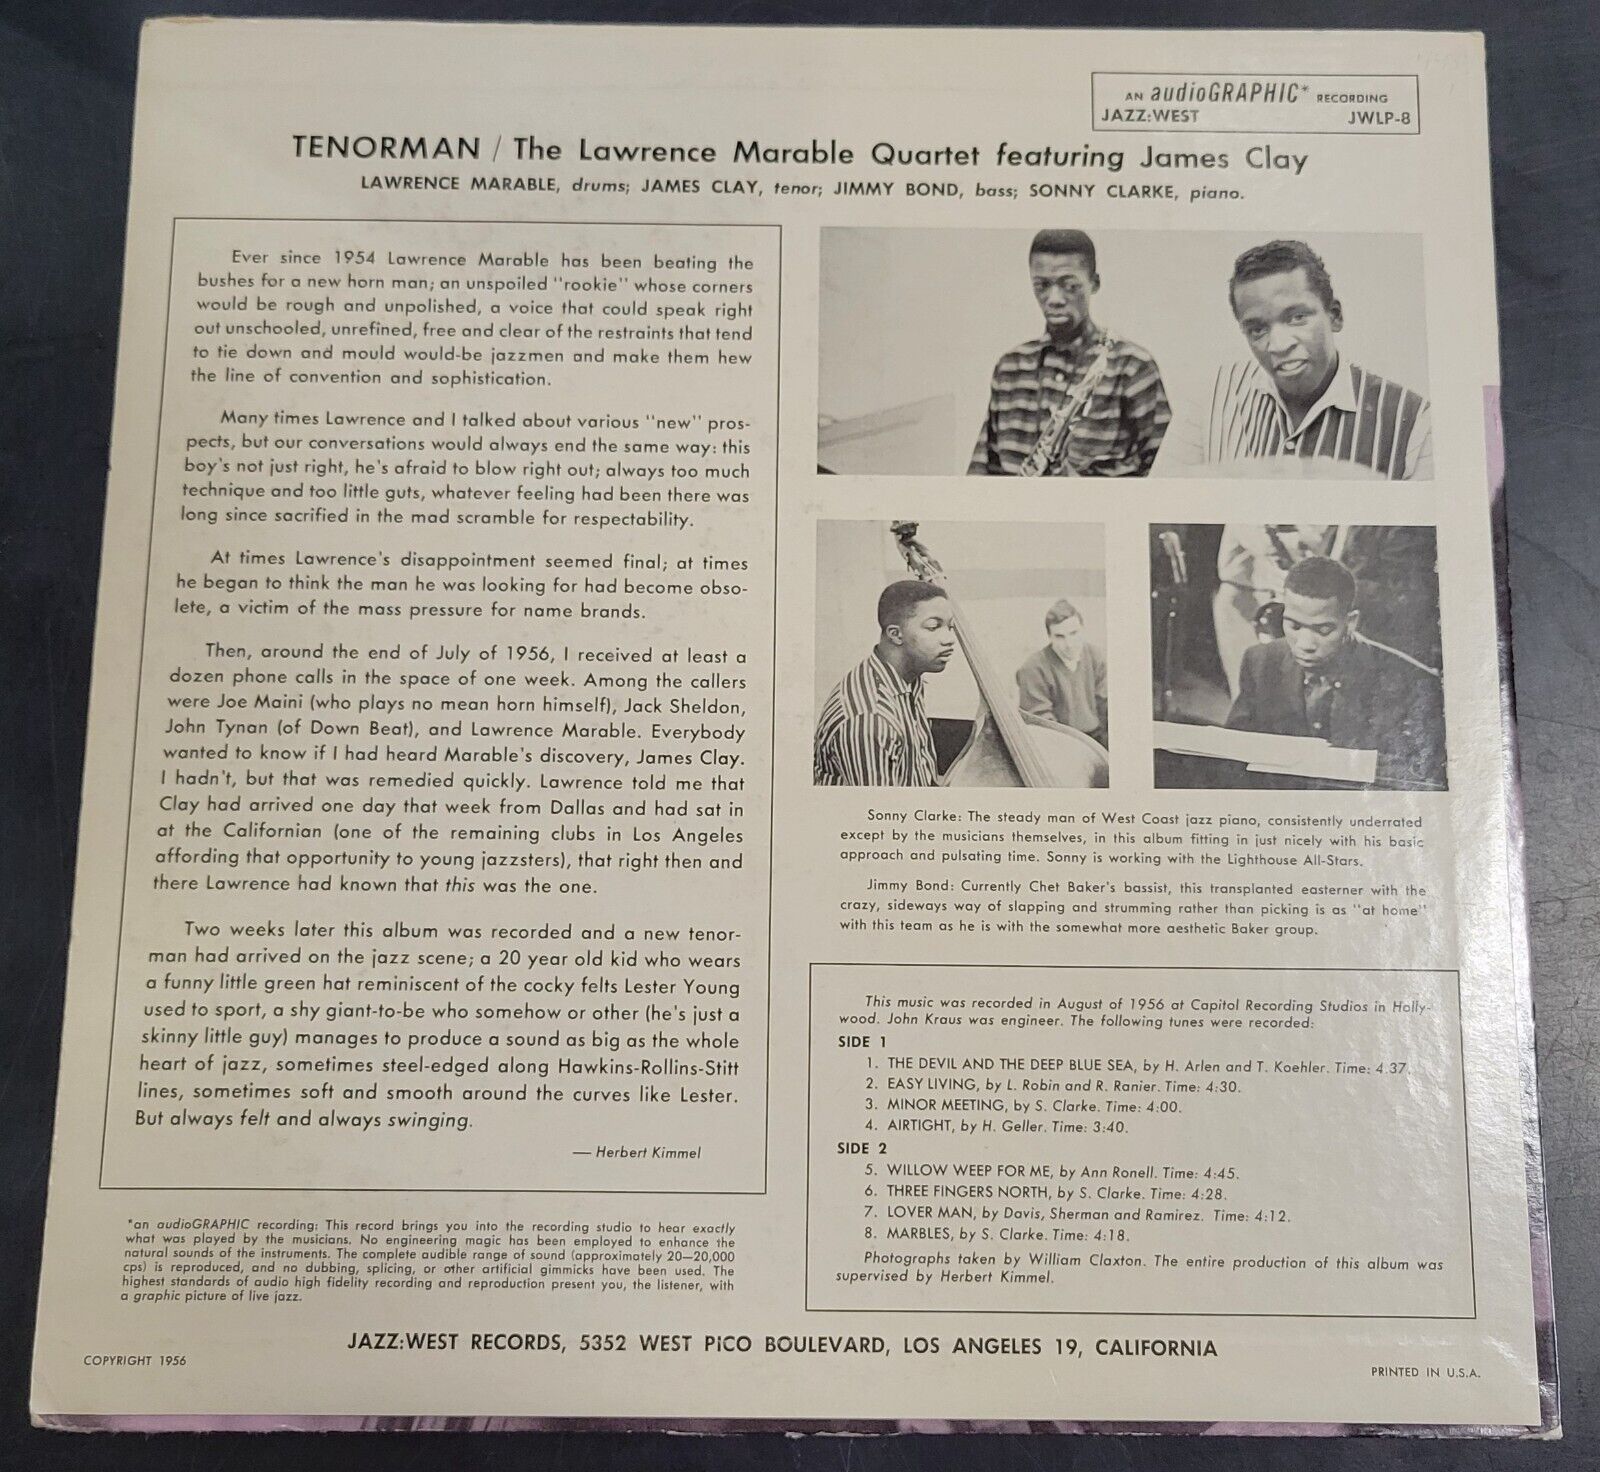 AN audioGRAPHIC* RECORDING
JAZZ:WEST JWLP-8
TENORMAN / The Lawrence Marable Quartet featuring James Clay
LAWRENCE MARABLE, drums; JAMES CLAY, tenor; JIMMY BOND, bass; SONNY CLARKE, piano.
Ever since 1954 Lawrence Marable has been beating the
bushes for a new horn man; an unspoiled "rookie" whose corners
would be rough and unpolished, a voice that could speak right
out unschooled, unrefined, free and clear of the restraints that tend
to tie down and mould would-be jazzmen and make them hew
the line of convention and sophistication.
Many times Lawrence and I talked about various "new" pros-
pects, but our conversations would always end the same way: this
boy's not just right, he's afraid to blow right out; always too much
technique and too little guts, whatever feeling had been there was
long since sacrificed in the mad scramble for respectability.
At times Lawrence's disappointment seemed final; at times
he began to think the man he was looking for had become obso-
lete, a victim of the mass pressure for name brands.
Then, around the end of July of 1956, I received at least a
dozen phone calls in the space of one week. Among the callers
were Joe Maini (who plays no mean horn himself), Jack Sheldon,
John Tynan (of Down Beat), and Lawrence Marable. Everybody
wanted to know if I had heard Marable's discovery, James Clay.
I hadn't, but that was remedied quickly. Lawrence told me that
Clay had arrived one day that week from Dallas and had sat in
at the Californian (one of the remaining clubs in Los Angeles
affording that opportunity to young jazzsters), that right then and
there Lawrence had known that this was the one.
Two weeks later this album was recorded and a new tenor-
man had arrived on the jazz scene; a 20 year old kid who wears
a funny little green hat reminiscent of the cocky felts Lester Young
used to sport, a shy giant-to-be who somehow or other (he's just a
skinny little guy) manages to produce a sound as big as the whole
heart of jazz, sometimes steel-edged along Hawkins-Rollins-Stitt
lines, sometimes soft and smooth around the curves like Lester.
But always felt and always swinging.
— Herbert Kimmel
*an audioGRAPHIC recording: This record brings you into the recording studio to hear exactly
what was played by the musicians. No engineering magic has been employed to enhance the
natural sounds of the instruments. The complete audible range of sound (approximately 20—20,000
cps) is reproduced, and no dubbing, splicing, or other artificial gimmicks have been used. The
highest standards of audio high fidelity recording and reproduction present you, the listener, with
a graphic picture of live jazz.
Sonny Clarke: The steady man of West Coast jazz piano, consistently underrated
except by the musicians themselves, in this album fitting in just nicely with his basic
approach and pulsating time. Sonny is working with the Lighthouse All-Stars.
Jimmy Bond: Currently Chet Baker's bassist, this transplanted easterner with the
crazy, sideways way of slapping and strumming rather than picking is as "at home"
with this team as he is with the somewhat more aesthetic Baker group.
This music was recorded in August of 1956 at Capitol Recording Studios in Holly-
wood. John Kraus was engineer. The following tunes were recorded:
SIDE 1
1. THE DEVIL AND THE DEEP BLUE SEA, by H. Arlen and T. Koehler. Time: 4.37.
2. EASY LIVING, by L. Robin and R. Ranier. Time: 4:30.
3. MINOR MEETING, by S. Clarke. Time: 4:00.
4. AIRTIGHT, by H. Geller. Time: 3:40.
SIDE 2
5. WILLOW WEEP FOR ME, by Ann Ronell. Time: 4:45.
6. THREE FINGERS NORTH, by S. Clarke. Time: 4:28.
7. LOVER MAN, by Davis, Sherman and Ramirez. Time: 4:12.
8. MARBLES, by S. Clarke. Time: 4:18.
Photographs taken by William Claxton. The entire production of this album was
supervised by Herbert Kimmel.
JAZZ:WEST RECORDS, 5352 WEST PICO BOULEVARD, LOS ANGELES 19, CALIFORNIA
COPYRIGHT 1956
PRINTED IN U.S.A.